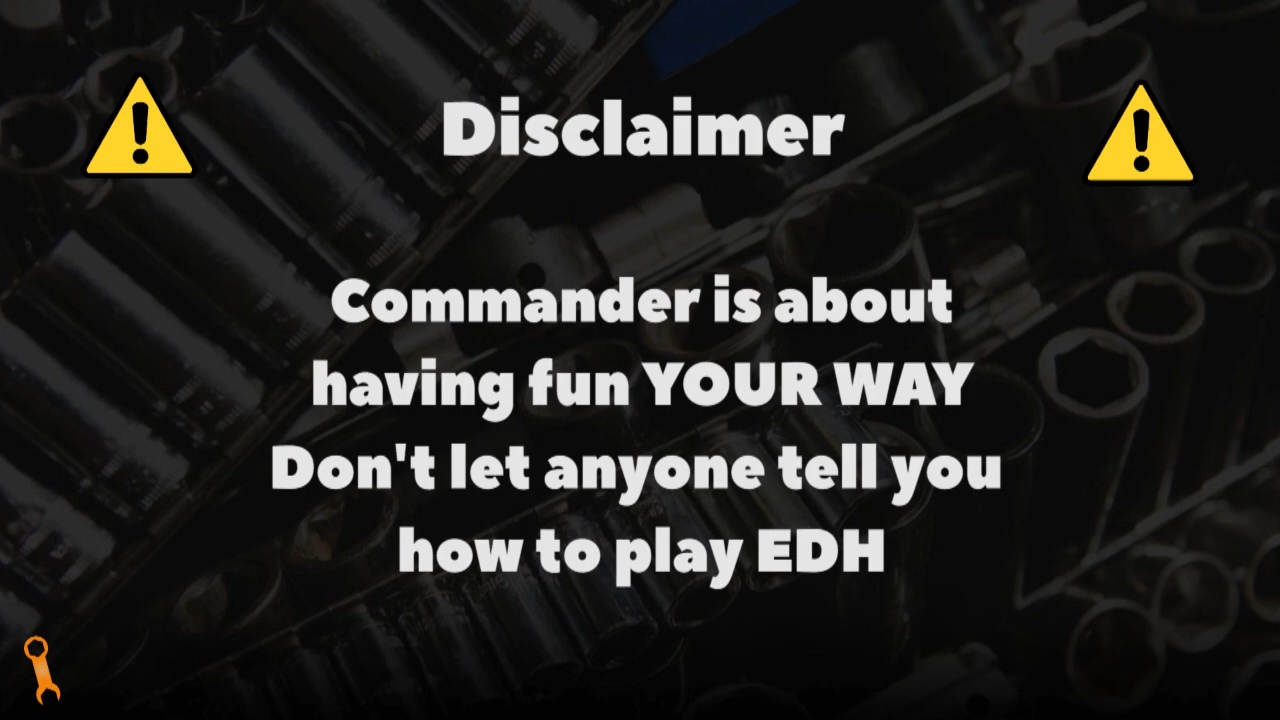 Disclaimer
Commander is about
having fun YOUR WAY
Don't let anyone tell you
how to play EDH